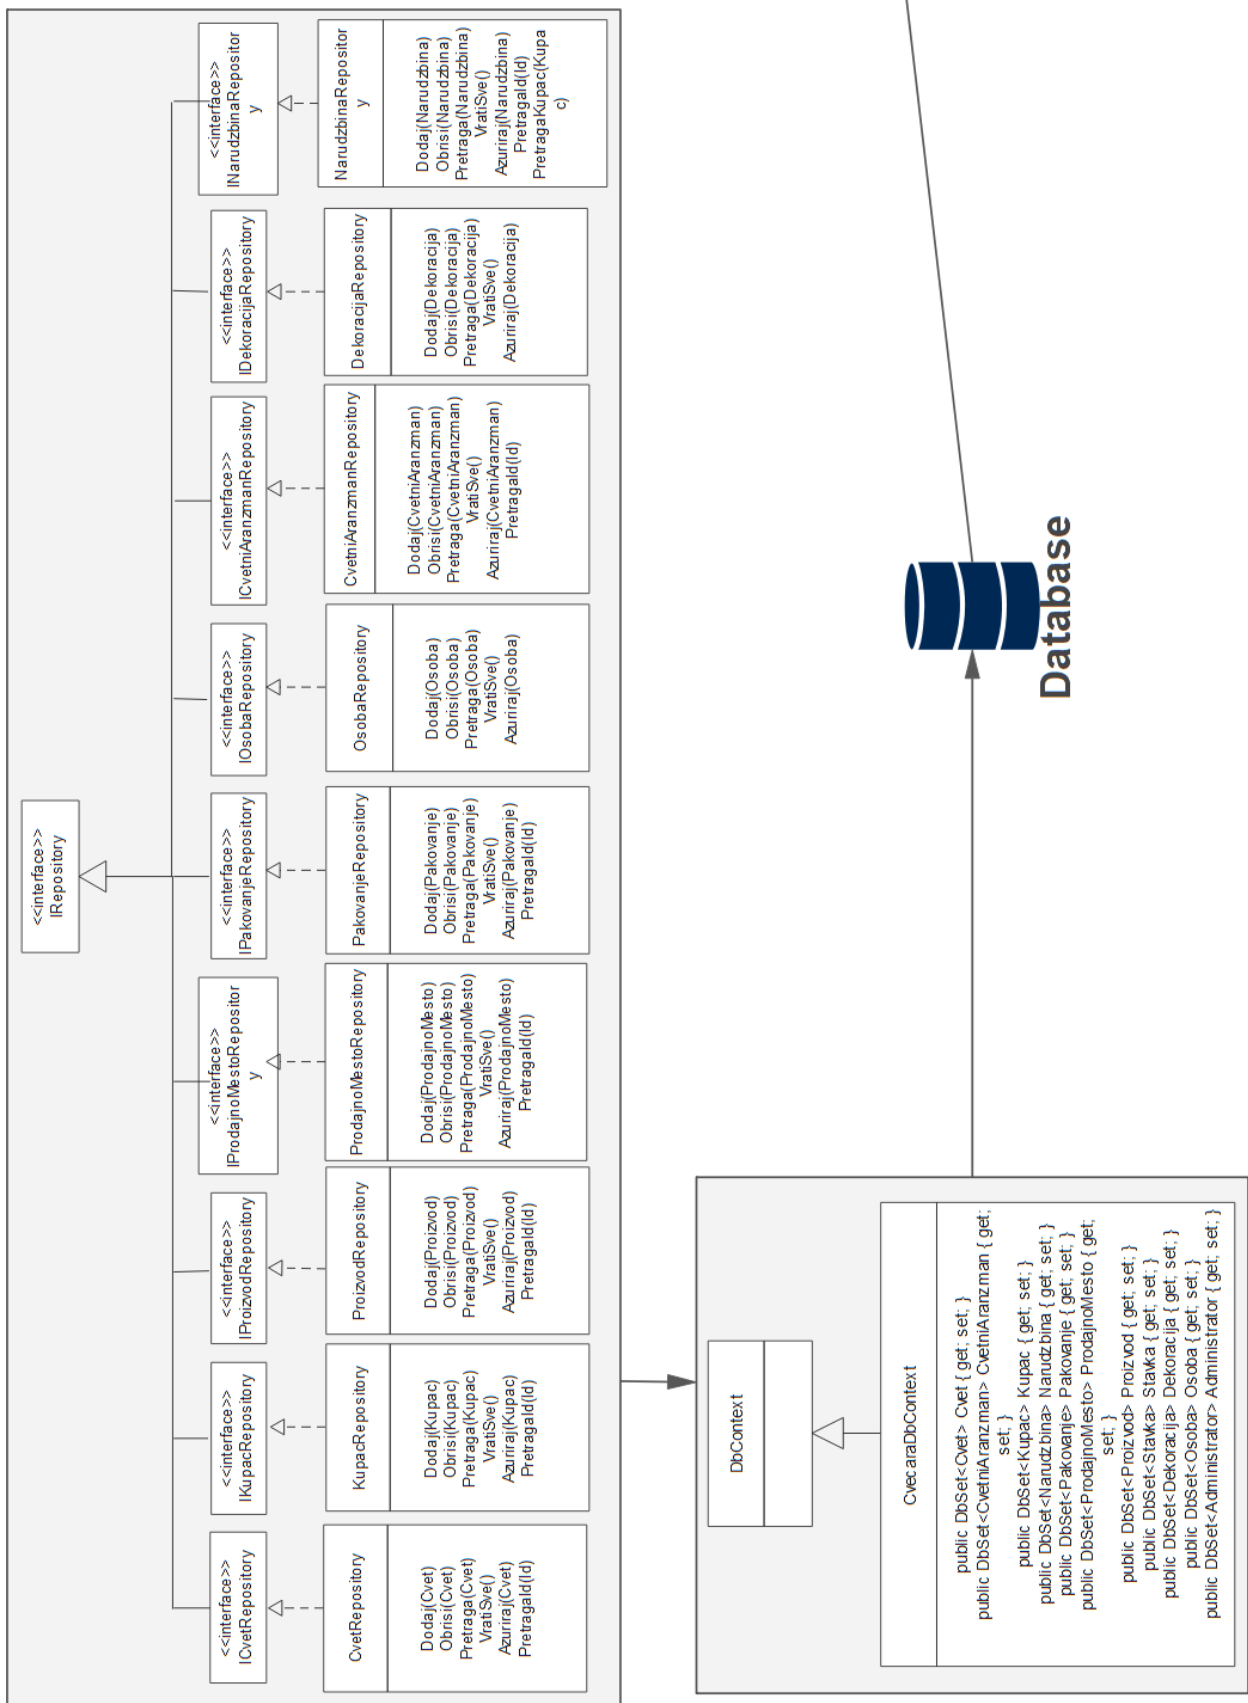 <<interface>>
IRepository
<<interface>>
ICvetRepository
<<interface>>
IKupacRepository
<<interface>>
IProizvodRepository
<<interface>>
IProdajnoMestoRepositor
y
<<interface>>
IPakovanjeRepository
<<interface>>
IOsobaRepository
<<interface>>
ICvetniAranzmanRepository
<<interface>>
IDekoracijaRepository
<<interface>>
INarudzbinaRepositor
y
CvetRepository
Dodaj(Cvet)
Obrisi(Cvet)
Pretraga(Cvet)
VratiSve()
Azuriraj(Cvet)
PretragaId(Id)
KupacRepository
Dodaj(Kupac)
Obrisi(Kupac)
Pretraga(Kupac)
VratiSve()
Azuriraj(Kupac)
PretragaId(Id)
ProizvodRepository
Dodaj(Proizvod)
Obrisi(Proizvod)
Pretraga(Proizvod)
VratiSve()
Azuriraj(Proizvod)
PretragaId(Id)
ProdajnoMestoRepository
Dodaj(ProdajnoMesto)
Obrisi(ProdajnoMesto)
Pretraga(ProdajnoMesto)
VratiSve()
Azuriraj(ProdajnoMesto)
PretragaId(Id)
PakovanjeRepository
Dodaj(Pakovanje)
Obrisi(Pakovanje)
Pretraga(Pakovanje)
VratiSve()
Azuriraj(Pakovanje)
PretragaId(Id)
OsobaRepository
Dodaj(Osoba)
Obrisi(Osoba)
Pretraga(Osoba)
VratiSve()
Azuriraj(Osoba)
CvetniAranzmanRepository
Dodaj(CvetniAranzman)
Obrisi(CvetniAranzman)
Pretraga(CvetniAranzman)
VratiSve()
Azuriraj(CvetniAranzman)
PretragaId(Id)
DekoracijaRepository
Dodaj(Dekoracija)
Obrisi(Dekoracija)
Pretraga(Dekoracija)
VratiSve()
Azuriraj(Dekoracija)
NarudzbinaRepositor
y
Dodaj(Narudzbina)
Obrisi(Narudzbina)
Pretraga(Narudzbina)
VratiSve()
Azuriraj(Narudzbina)
PretragaId(Id)
PretragaKupac(Kupa
c)
DbContext
CvecaraDbContext
public DbSet<Cvet> Cvet { get; set; }
public DbSet<CvetniAranzman> CvetniAranzman { get;
set; }
public DbSet<Kupac> Kupac { get; set; }
public DbSet<Narudzbina> Narudzbina { get; set; }
public DbSet<Pakovanje> Pakovanje { get; set; }
public DbSet<ProdajnoMesto> ProdajnoMesto { get;
set; }
public DbSet<Proizvod> Proizvod { get; set; }
public DbSet<Stavka> Stavka { get; set; }
public DbSet<Dekoracija> Dekoracija { get; set; }
public DbSet<Osoba> Osoba { get; set; }
public DbSet<Administrator> Administrator { get; set; }
Database